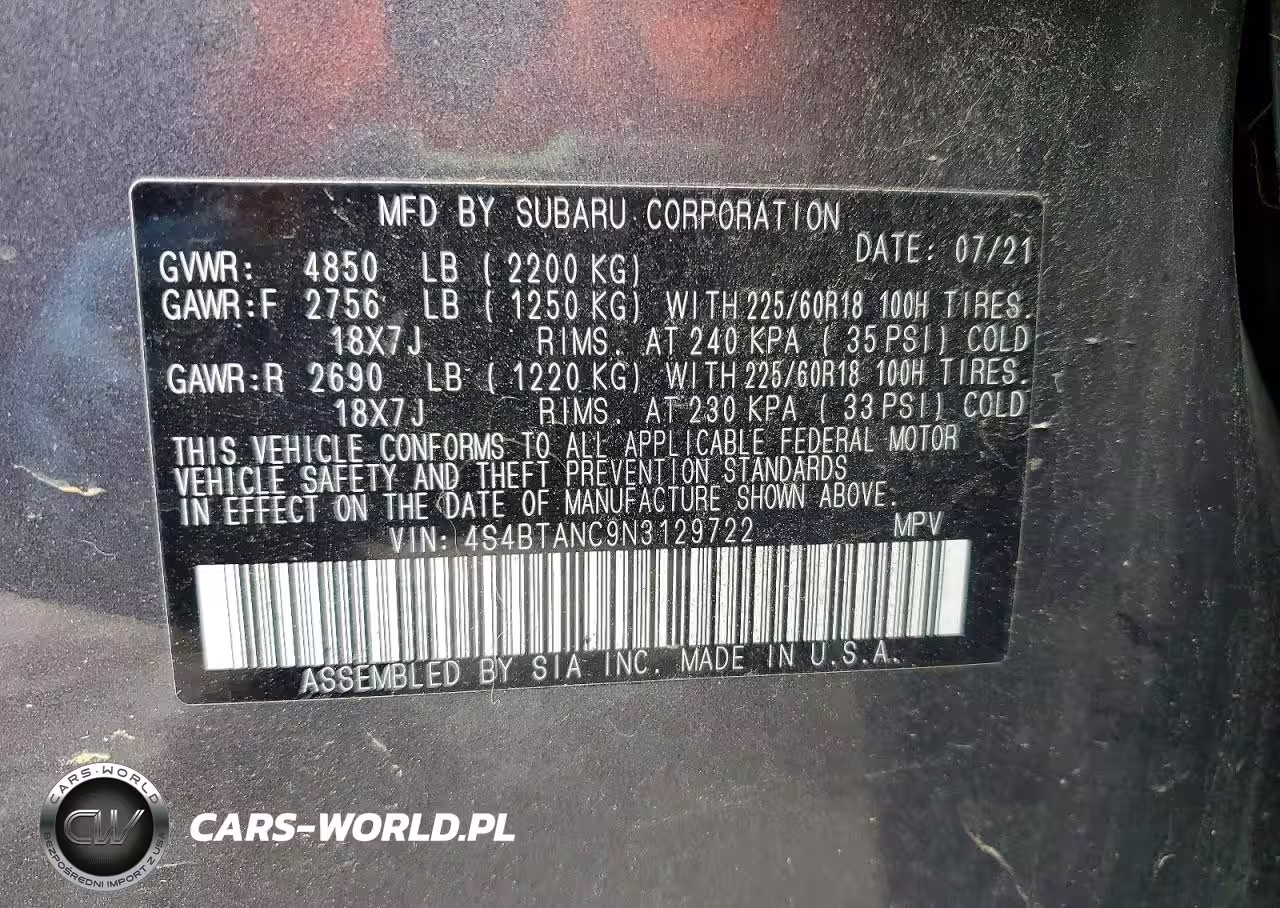 MFD BY SUBARU CORPORATION
DATE: 07/21
GVWR: 4850 LB ( 2200 KG)
GAWR:F 2756 LB ( 1250 KG) WITH 225/60R18 100H TIRES.
18X7J RIMS. AT 240 KPA ( 35 PSI) COLD
GAWR:R 2690 LB ( 1220 KG) WITH 225/60R18 100H TIRES.
18X7J RIMS. AT 230 KPA ( 33 PSI) COLD
THIS VEHICLE CONFORMS TO ALL APPLICABLE FEDERAL MOTOR
VEHICLE SAFETY AND THEFT PREVENTION STANDARDS
IN EFFECT ON THE DATE OF MANUFACTURE SHOWN ABOVE.
VIN: 4S4BTANC9N3129722 MPV
ASSEMBLED BY SIA INC. MADE IN U.S.A.
CARS-WORLD
CW
BEZPOŚREDNI IMPORT Z USA
CARS-WORLD.PL